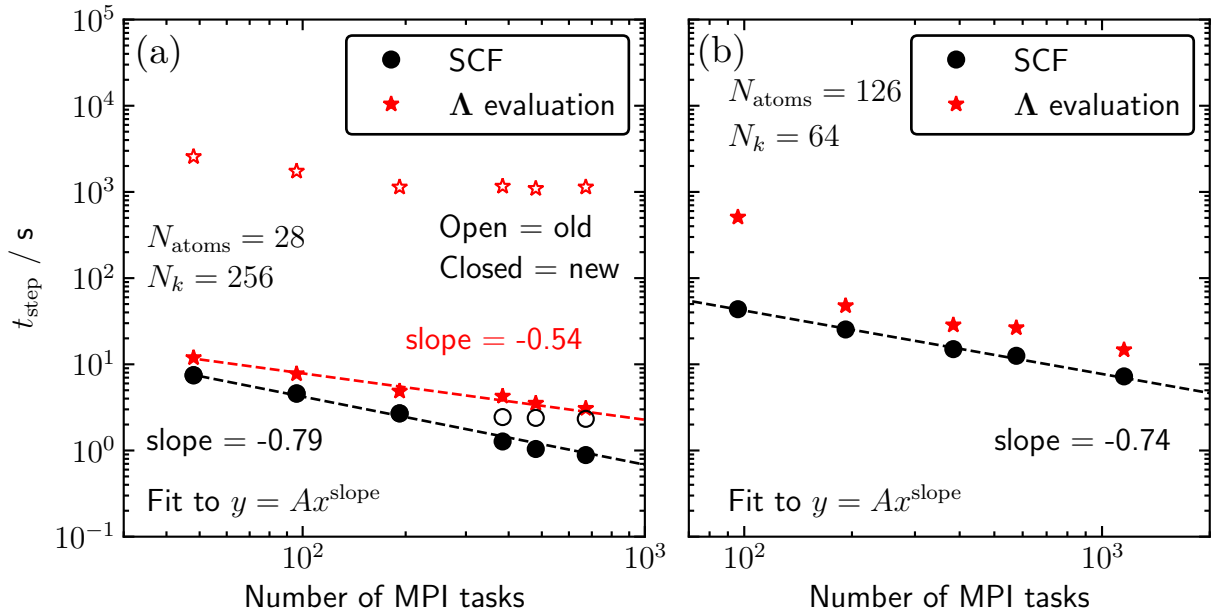 (a)
SCF
Λ evaluation
Open = old
Closed = new
N_atoms = 28
N_k = 256
slope = -0.54
slope = -0.79
Fit to y = Ax^slope
10^5
10^4
10^3
10^2
10^1
10^0
10^-1
t_step / s
10^2
10^3
Number of MPI tasks
(b)
SCF
Λ evaluation
N_atoms = 126
N_k = 64
slope = -0.74
Fit to y = Ax^slope
10^2
10^3
Number of MPI tasks